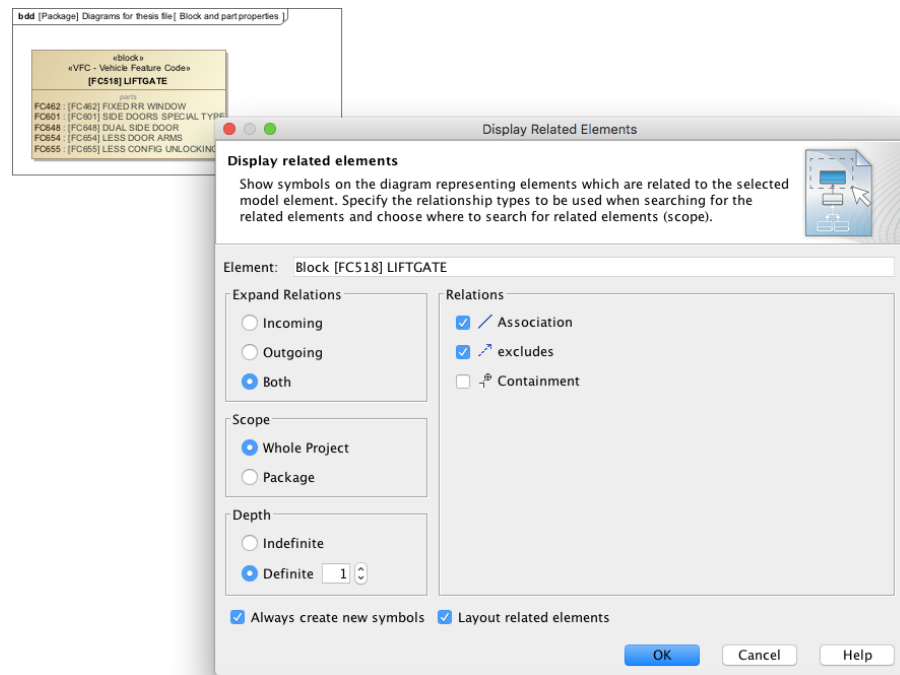 bdd [Package] Diagrams for thesis file[ Block and part properties ]
«block»
«VFC - Vehicle Feature Code»
[FC518] LIFTGATE
parts
FC462 : [FC462] FIXED RR WINDOW
FC601 : [FC601] SIDE DOORS SPECIAL TYPE
FC648 : [FC648] DUAL SIDE DOOR
FC654 : [FC654] LESS DOOR ARMS
FC655 : [FC655] LESS CONFIG UNLOCKING
Display Related Elements
Display related elements
Show symbols on the diagram representing elements which are related to the selected
model element. Specify the relationship types to be used when searching for the
related elements and choose where to search for related elements (scope).
Element: Block [FC518] LIFTGATE
Expand Relations
Incoming
Outgoing
Both
Relations
Association
excludes
Containment
Scope
Whole Project
Package
Depth
Indefinite
Definite 1
Always create new symbols
Layout related elements
OK
Cancel
Help